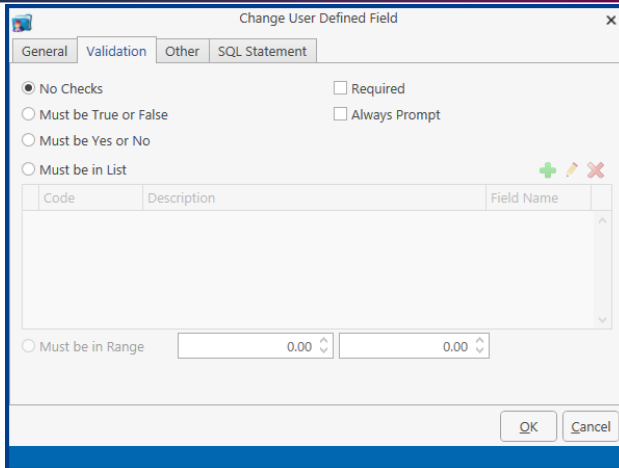 Change User Defined Field
General Validation Other SQL Statement
No Checks Required
Must be True or False Always Prompt
Must be Yes or No
Must be in List
Code Description Field Name
Must be in Range 0.00 0.00
OK Cancel